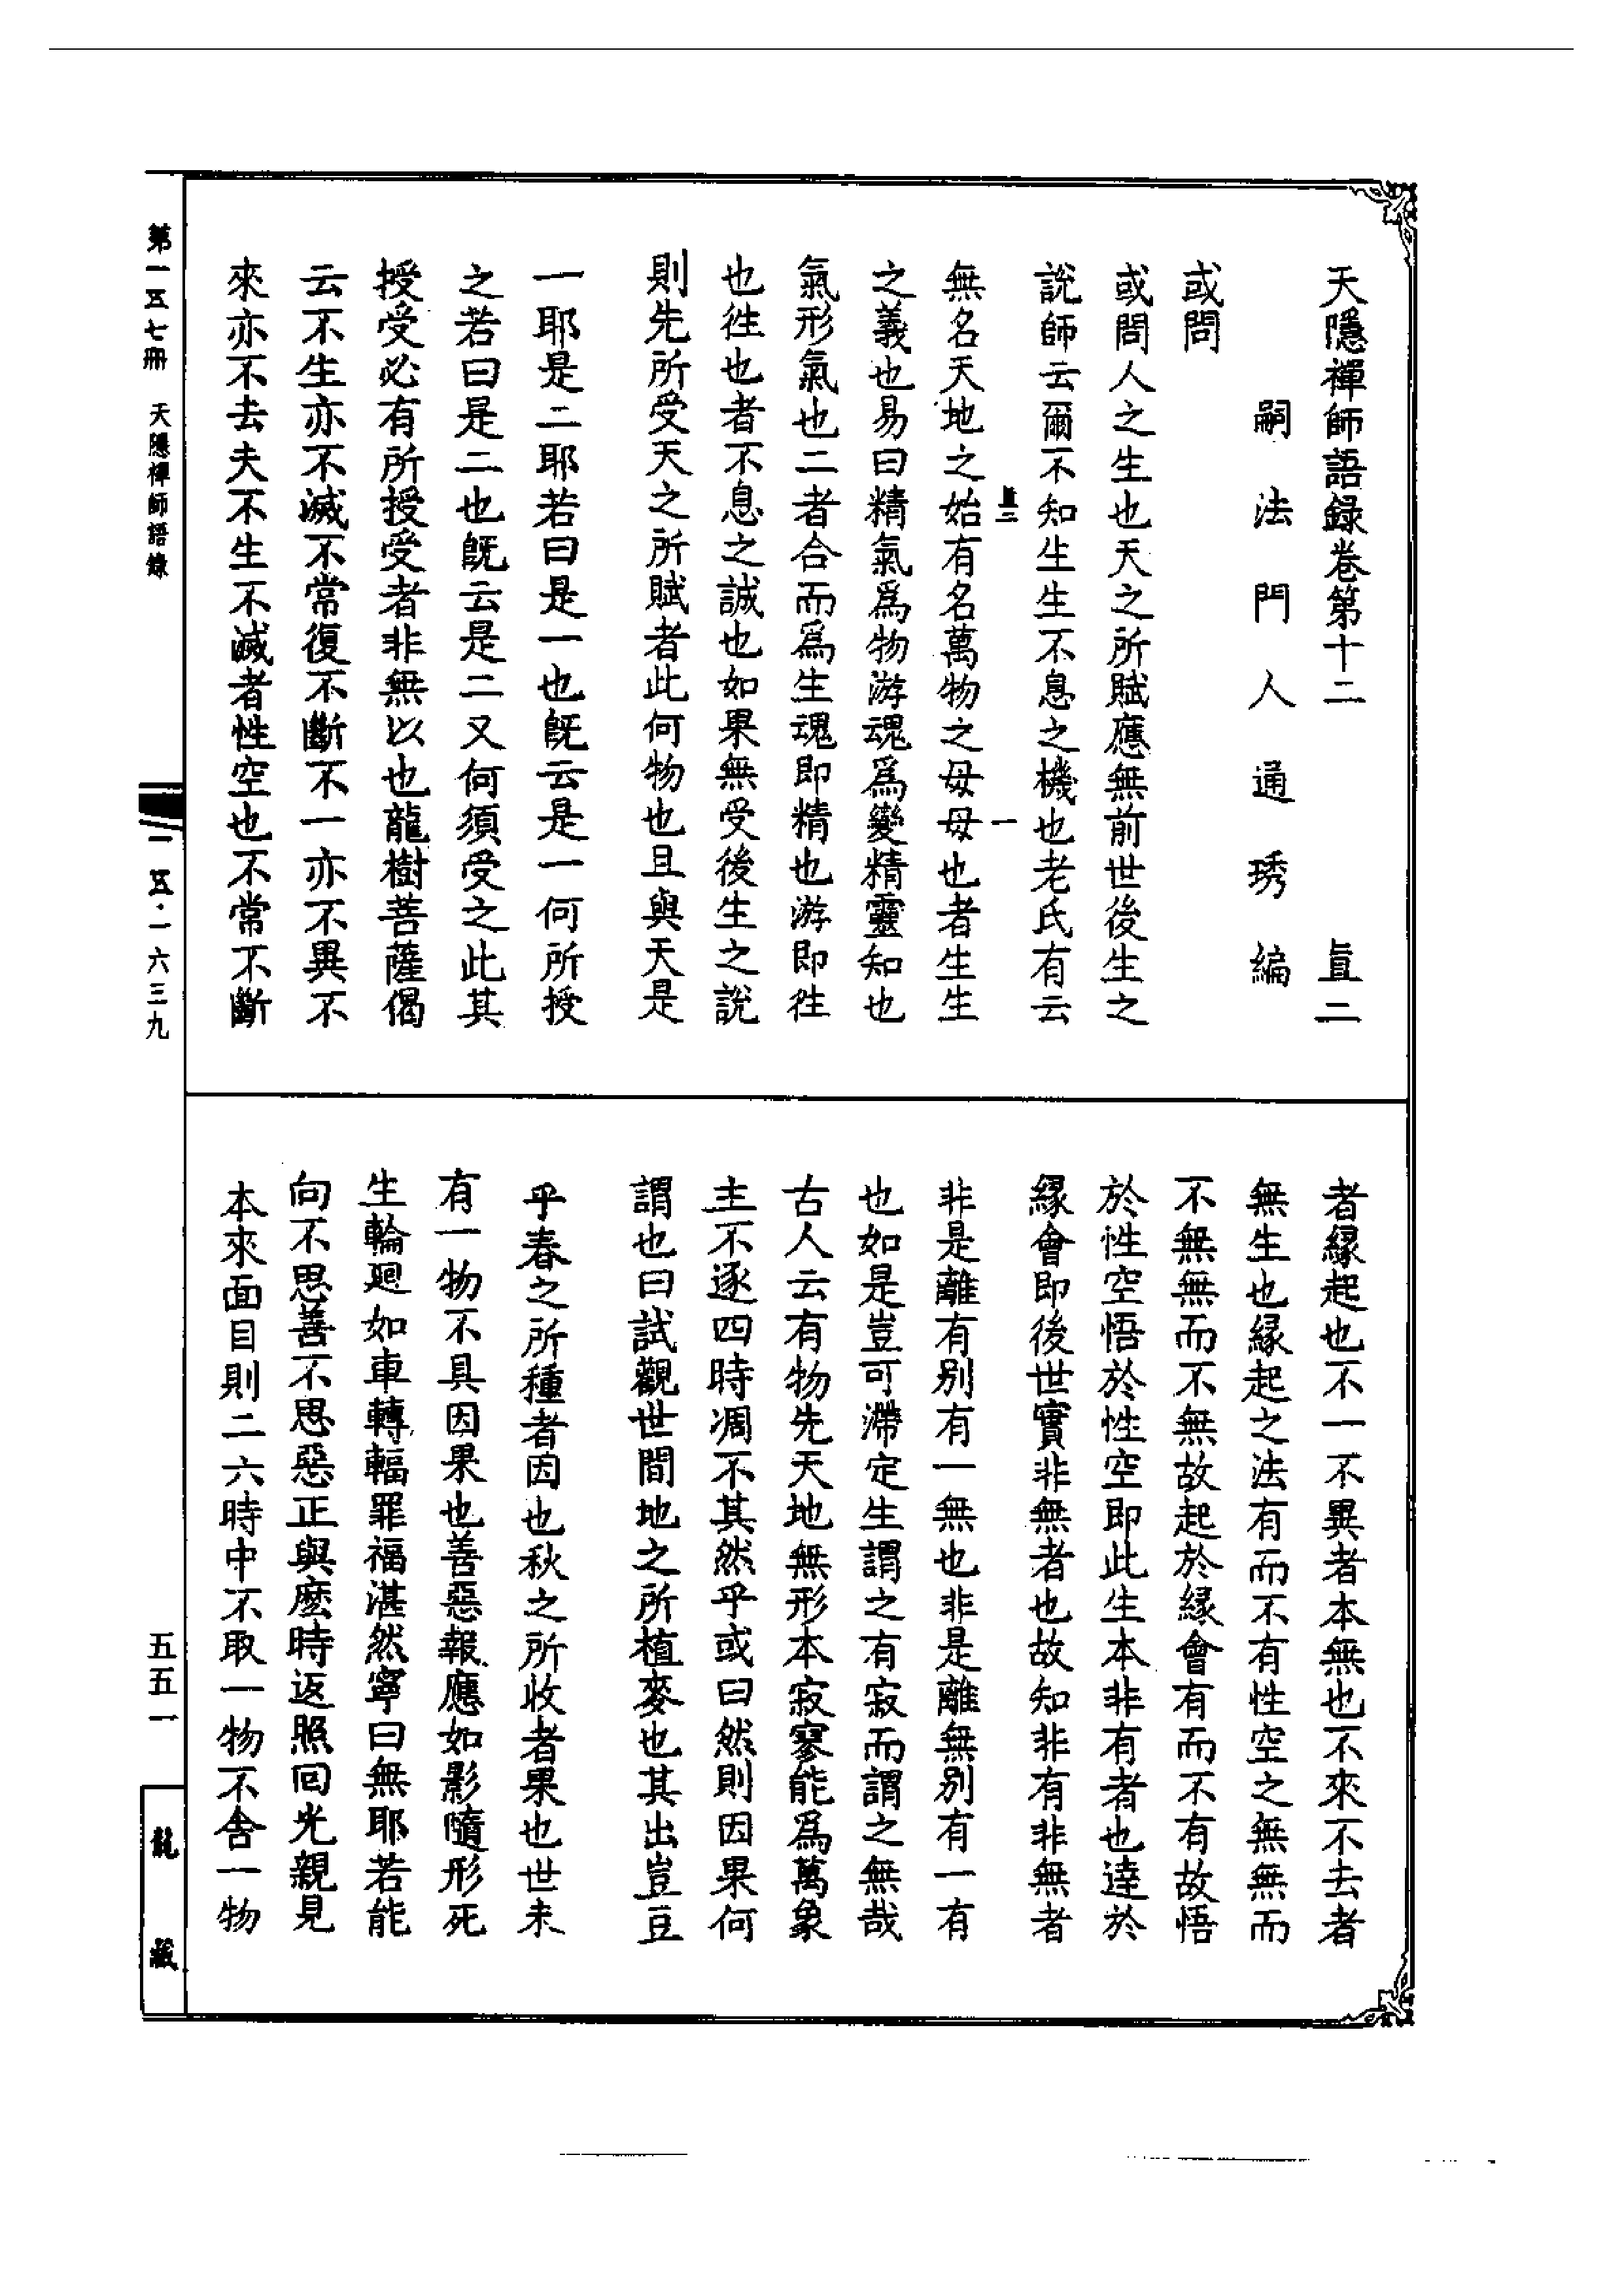 天隱禪師語錄卷第十二 直二
嗣法門人通琇編
或問
或問人之生也天之所賦應無前世後生之
說師云爾不知生生不息之機也老氏有云
直二 一
無名天地之始有名萬物之母母也者生生
之義也易曰精氣爲物游魂爲變精靈知也
氣形氣也二者合而爲生魂即精也游即徃
也徃也者不息之誠也如果無受後生之說
則先所受天之所賦者此何物也且與天是
一耶是二耶若曰是一也旣云是一何所授
之若曰是二也旣云是二又何須受之此其
授受必有所授受者非無以也龍樹菩薩偈
云不生亦不滅不常復不斷不一亦不異不
來亦不去夫不生不滅者性空也不常不斷
者緣起也不一不異者本無也不來不去者
無生也緣起之法有而不有性空之無無而
不無無而不無故起於緣會有而不有故悟
於性空悟於性空即此生本非有者也達於
緣會即後世實非無者也故知非有非無者
非是離有別有一無也非是離無別有一有
也如是豈可滯定生謂之有寂而謂之無哉
古人云有物先天地無形本寂寥能爲萬象
主不逐四時凋不其然乎或曰然則因果何
謂也曰試觀世間地之所植麥也其出豈豆
乎春之所種者因也秋之所收者果也世未
有一物不具因果也善惡報應如影隨形死
生輪迴如車轉輻罪福湛然寧曰無耶若能
向不思善不思惡正與麽時返照回光親見
本來面目則二六時中不取一物不舍一物
第一五七冊 天隱禪師語錄
一五·一六三九
五五一
龍藏